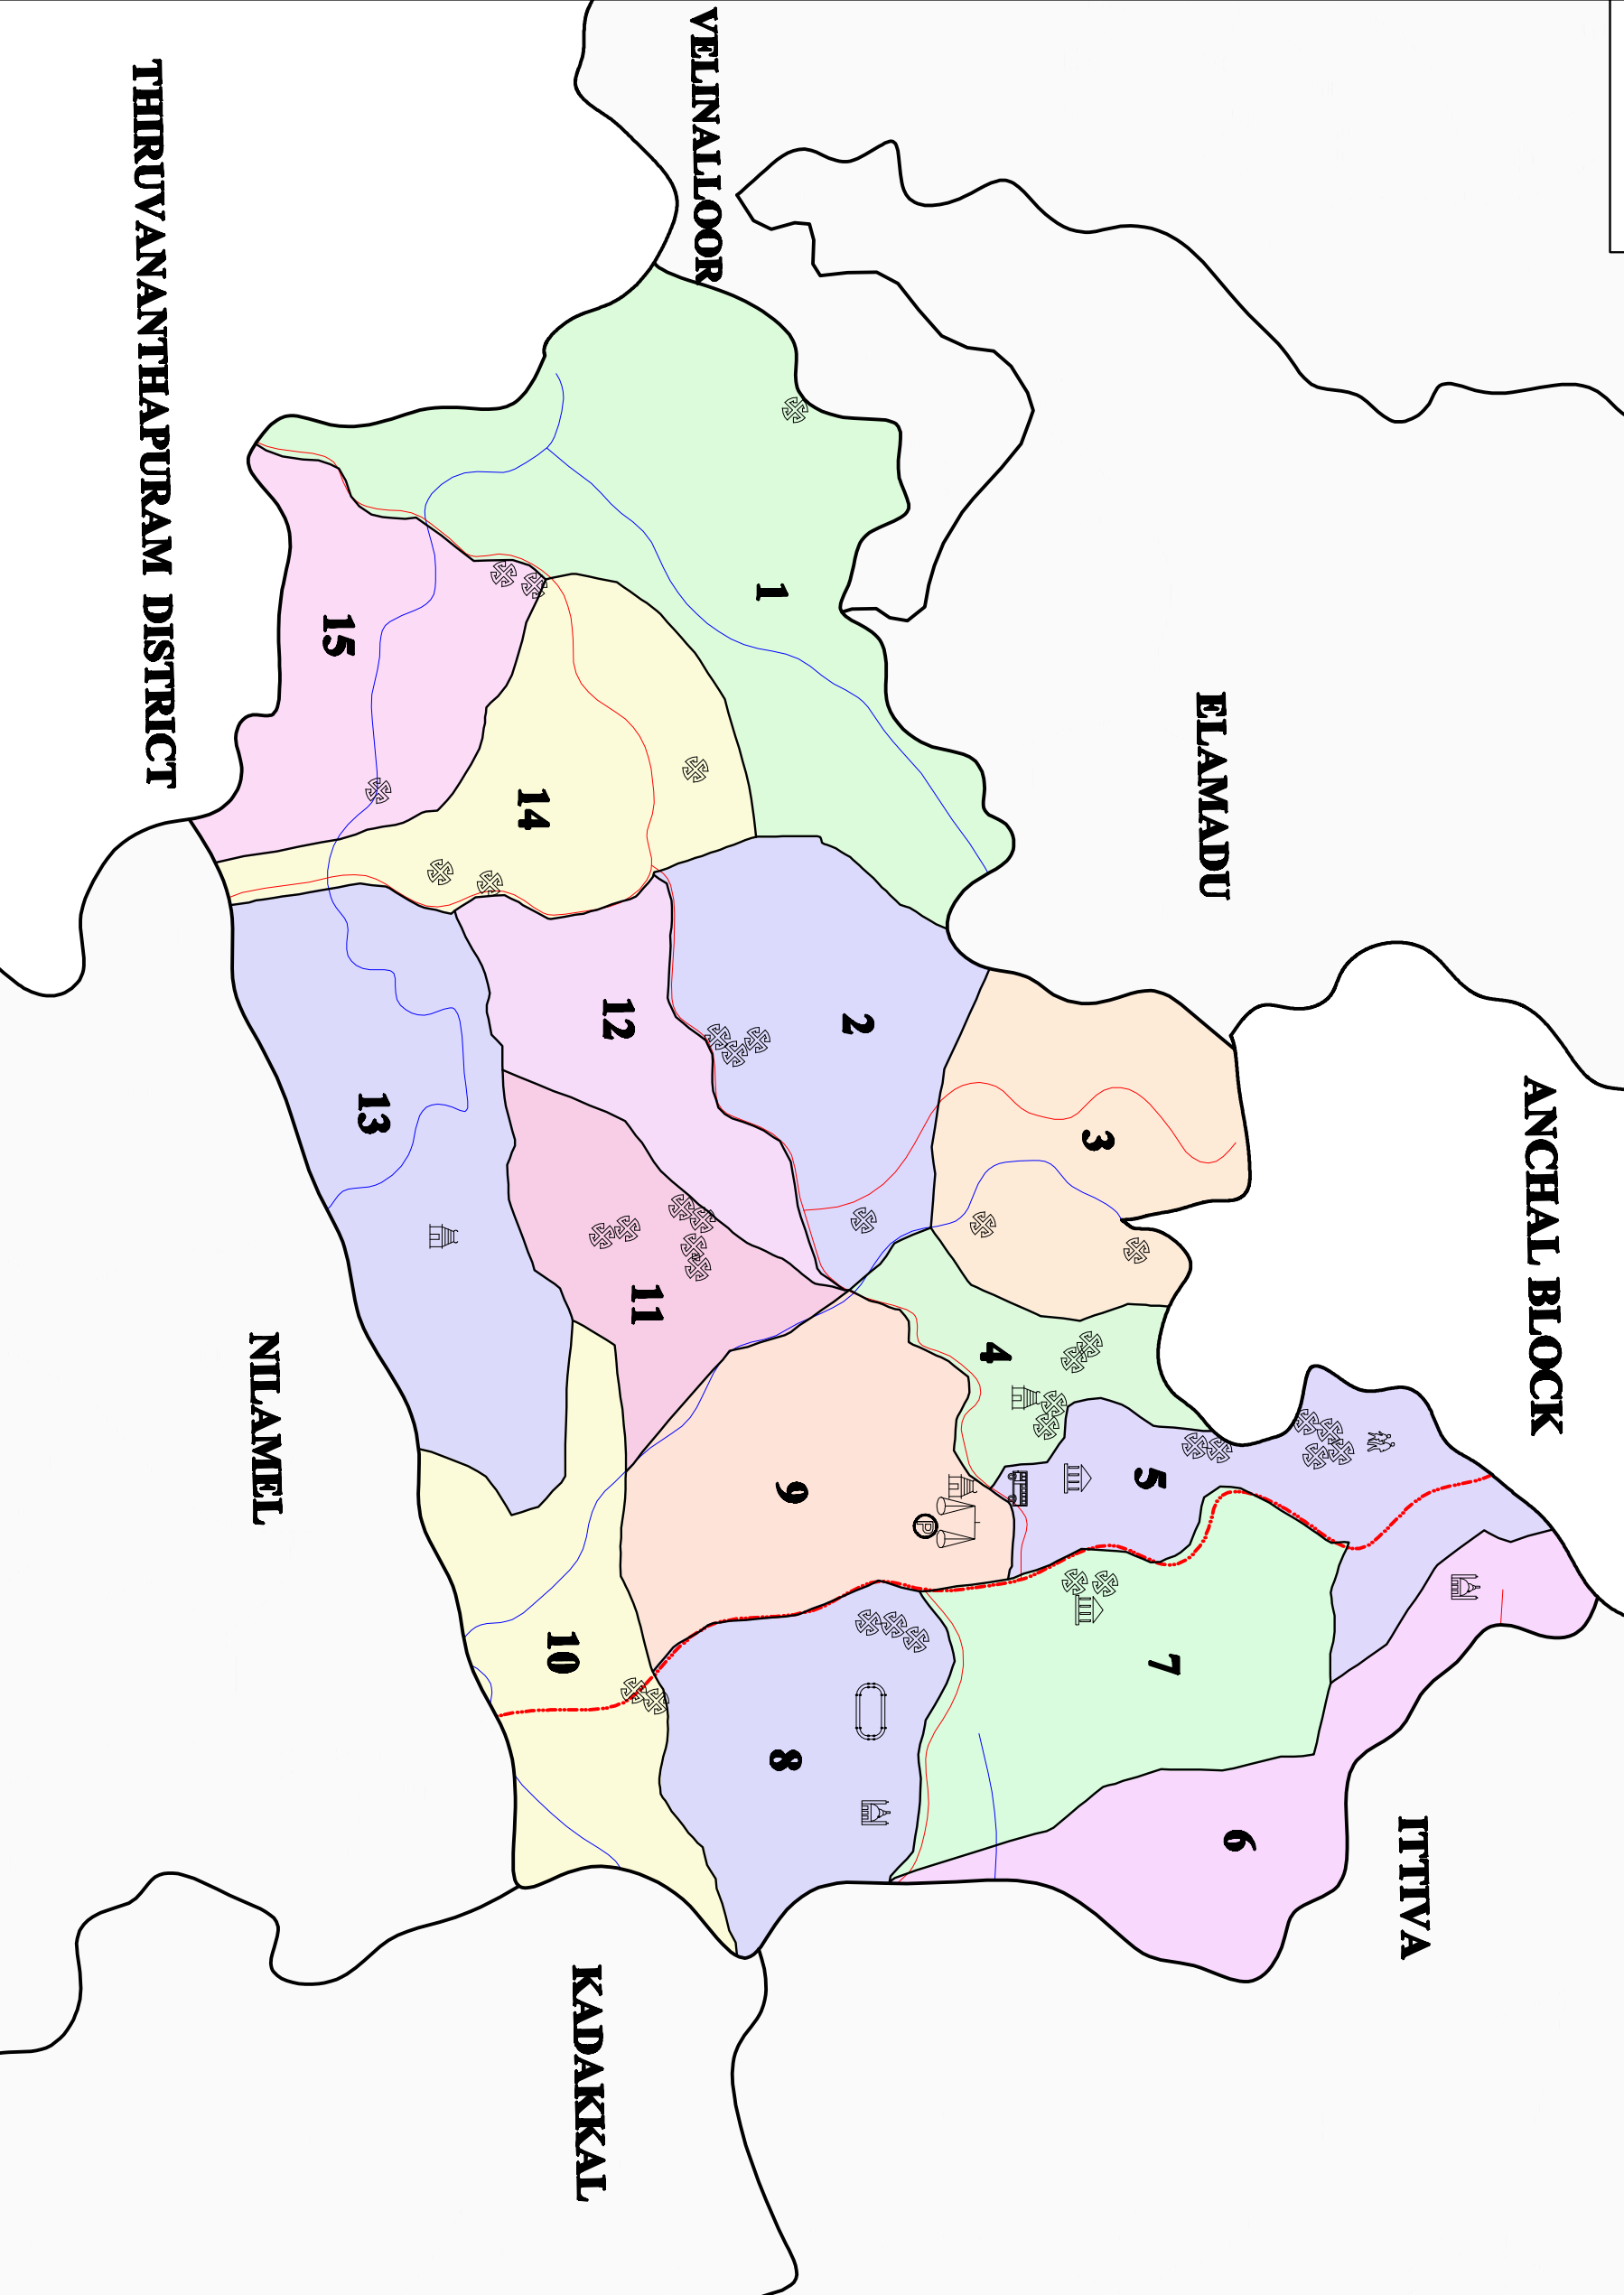 VELINALLOOR
THIRUVANANTHAPURAM DISTRICT
ELAMADU
ANCHAL BLOCK
NILAMEL
ITTIVA
KADAKKAL
1
2
3
4
5
6
7
8
9
10
11
12
13
14
15
P